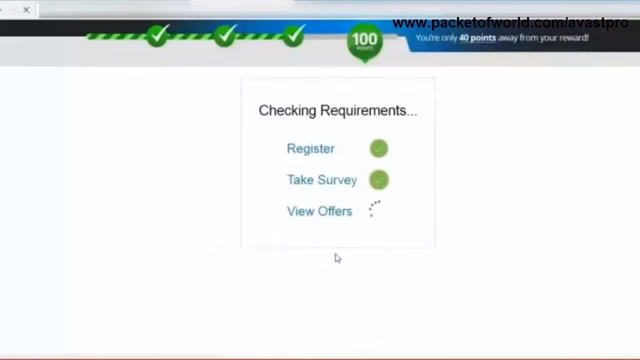 www.packetofworld.com/avastpro
100
POINTS
You're only 40 points away from your reward!
Checking Requirements...
Register
Take Survey
View Offers